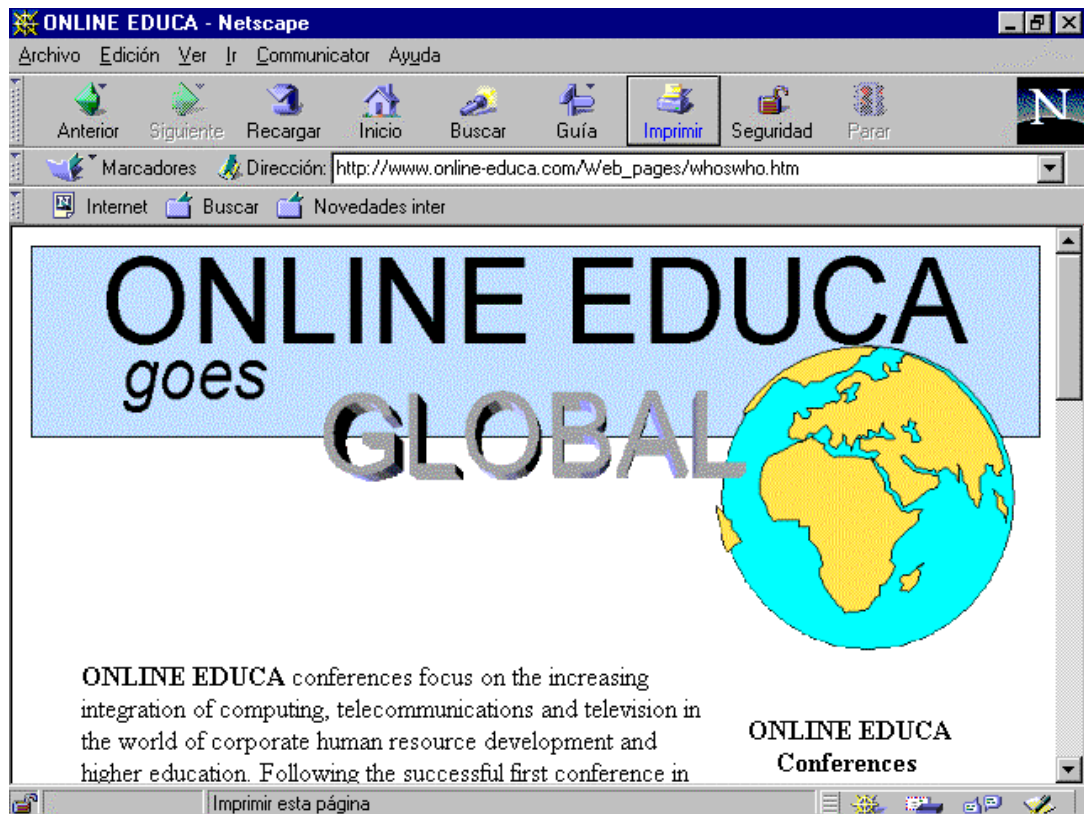 ONLINE EDUCA - Netscape
Archivo Edición Ver Ir Communicator Ayuda
Anterior Siguiente Recargar Inicio Buscar Guía Imprimir Seguridad Parar
N
Marcadores Dirección: http://www.online-educa.com/Web_pages/whoswho.htm
Internet Buscar Novedades inter
ONLINE EDUCA
goes
GLOBAL
ONLINE EDUCA conferences focus on the increasing
integration of computing, telecommunications and television in
the world of corporate human resource development and
higher education. Following the successful first conference in
ONLINE EDUCA
Conferences
Imprimir esta página